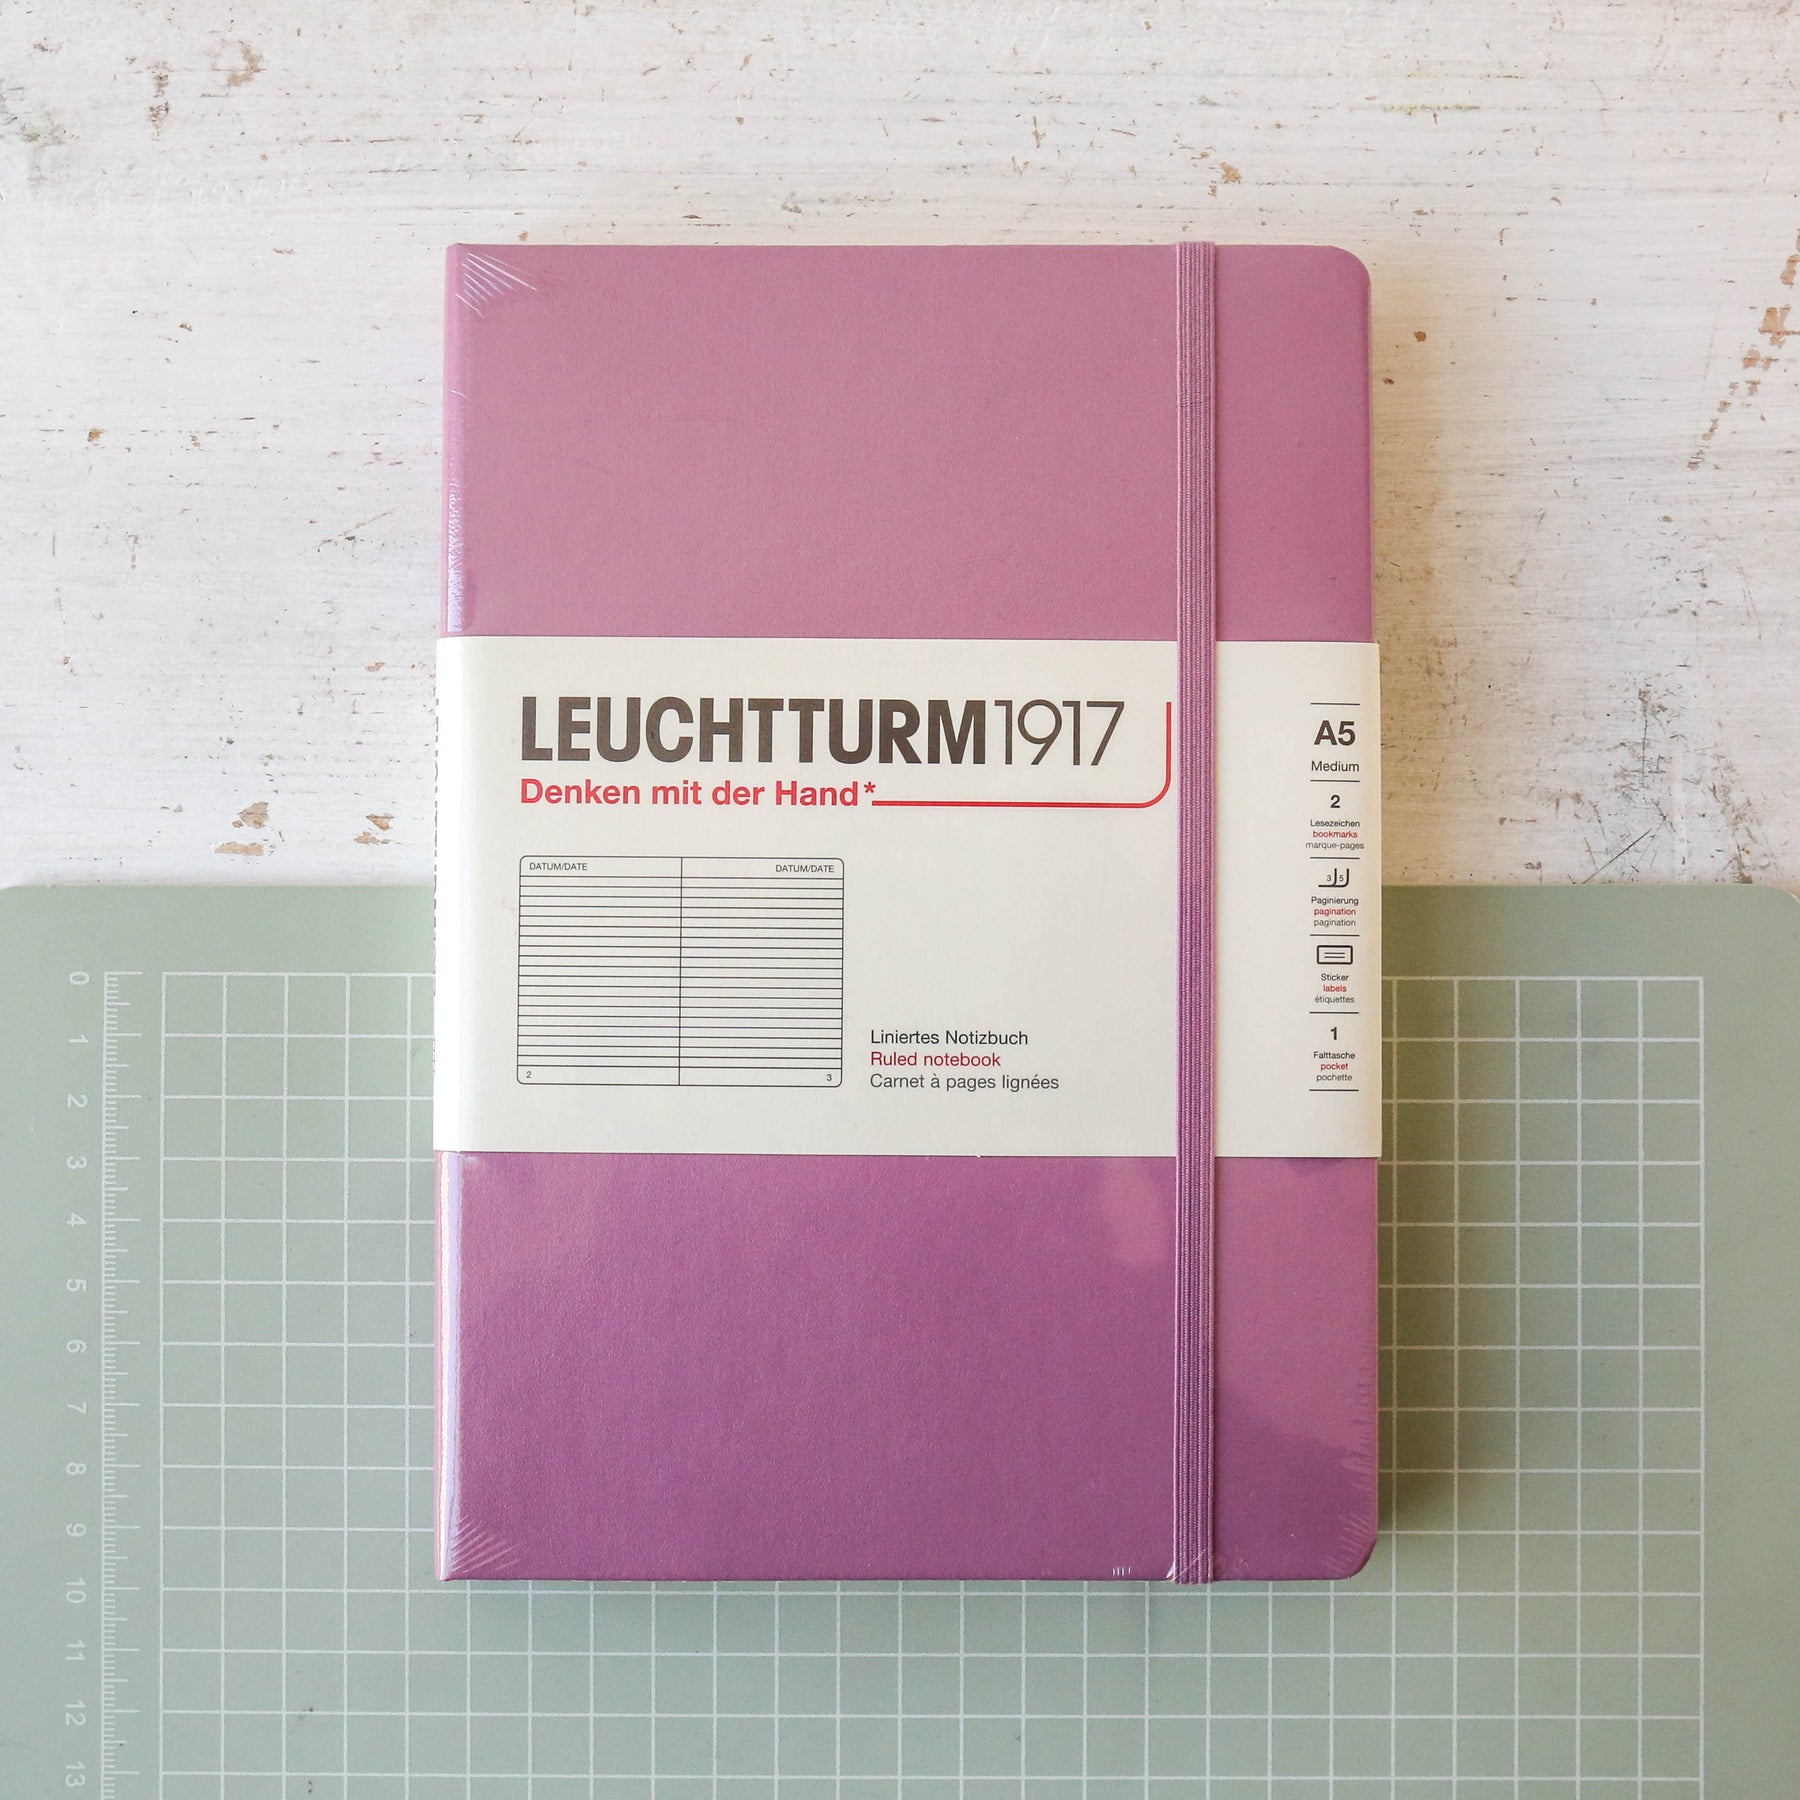 LEUCHTTURM1917
Denken mit der Hand*
DATUM/DATE DATUM/DATE
2 3
Liniertes Notizbuch
Ruled notebook
Carnet à pages lignées
A5
Medium
2
Lesezeichen
bookmarks
marque-pages
3 5
Paginierung
pagination
pagination
Sticker
labels
étiquettes
1
Falttasche
pocket
pochette
0
1
2
3
4
5
6
7
8
9
10
11
12
13